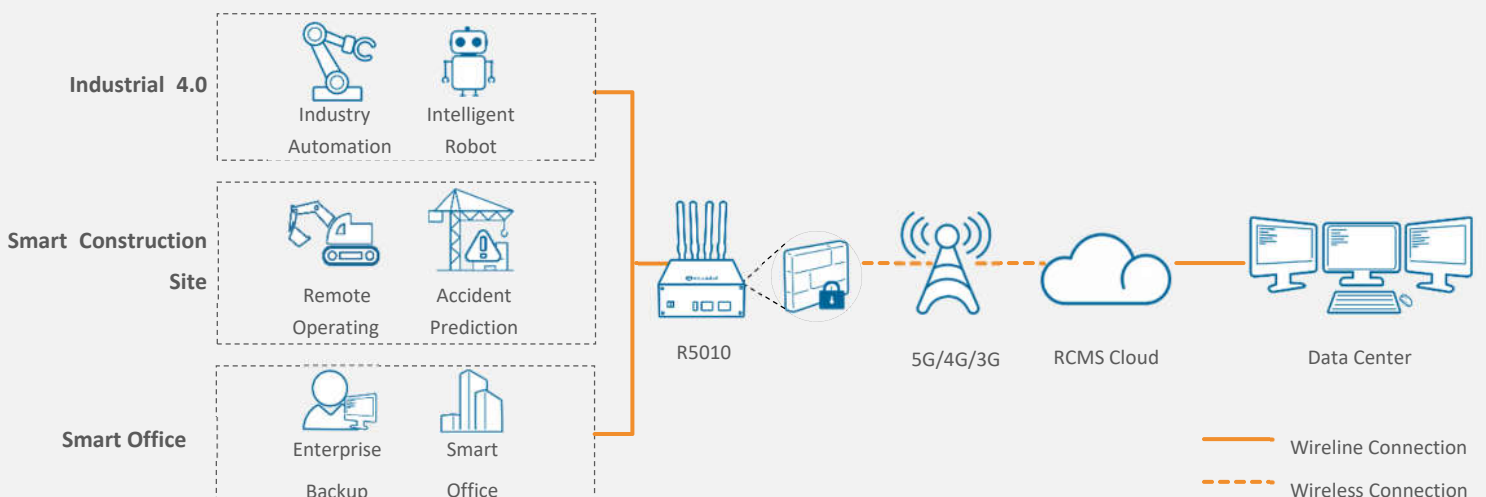 Industrial 4.0
Industry
Automation
Intelligent
Robot
Smart Construction
Site
Remote
Operating
Accident
Prediction
Smart Office
Enterprise
Backup
Smart
Office
R5010
5G/4G/3G
RCMS Cloud
Data Center
Wireline Connection
Wireless Connection